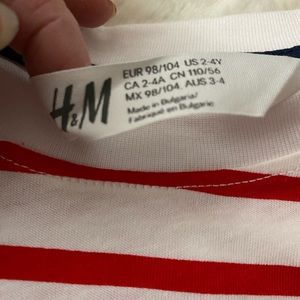 H&M
EUR 98/104 US 2-4Y
CA 2-4A CN 110/56
MX 98/104 AUS 3-4
Made in Bulgaria/
Fabriqué en Bulgarie